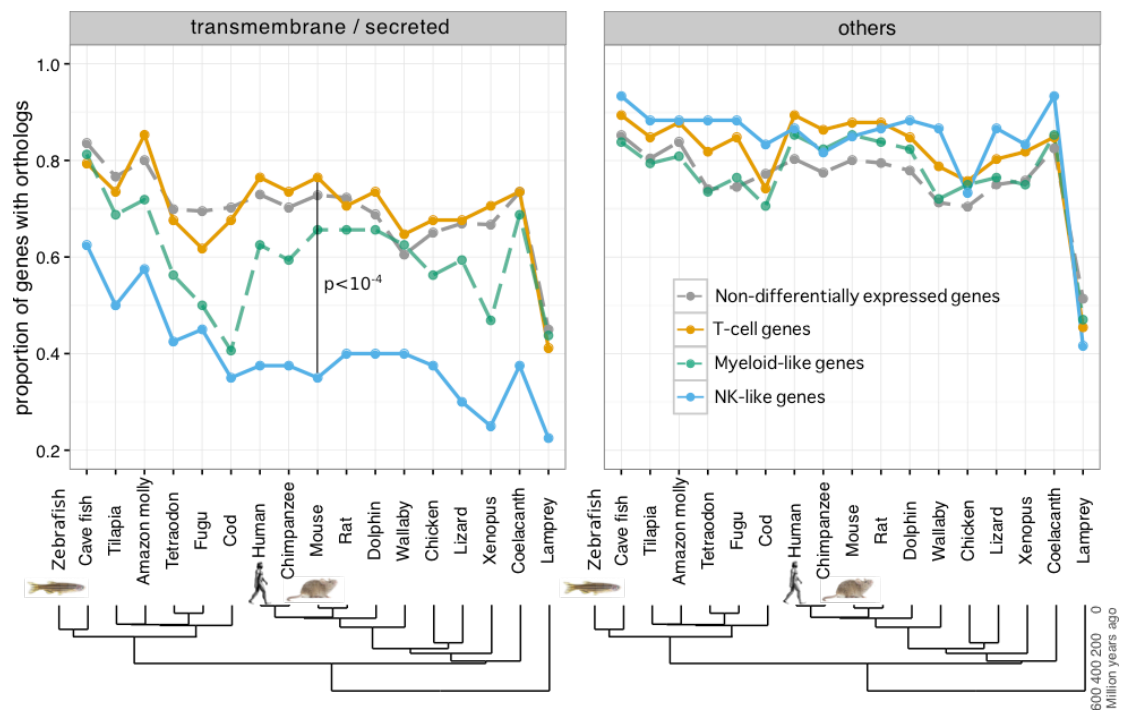 transmembrane / secreted
others
proportion of genes with orthologs
1.0
0.8
0.6
0.4
0.2
p<10⁻⁴
Non-differentially expressed genes
T-cell genes
Myeloid-like genes
NK-like genes
Zebrafish
Cave fish
Tilapia
Amazon molly
Tetraodon
Fugu
Cod
Human
Chimpanzee
Mouse
Rat
Dolphin
Wallaby
Chicken
Lizard
Xenopus
Coelacanth
Lamprey
Zebrafish
Cave fish
Tilapia
Amazon molly
Tetraodon
Fugu
Cod
Human
Chimpanzee
Mouse
Rat
Dolphin
Wallaby
Chicken
Lizard
Xenopus
Coelacanth
Lamprey
600 400 200 0
Million years ago